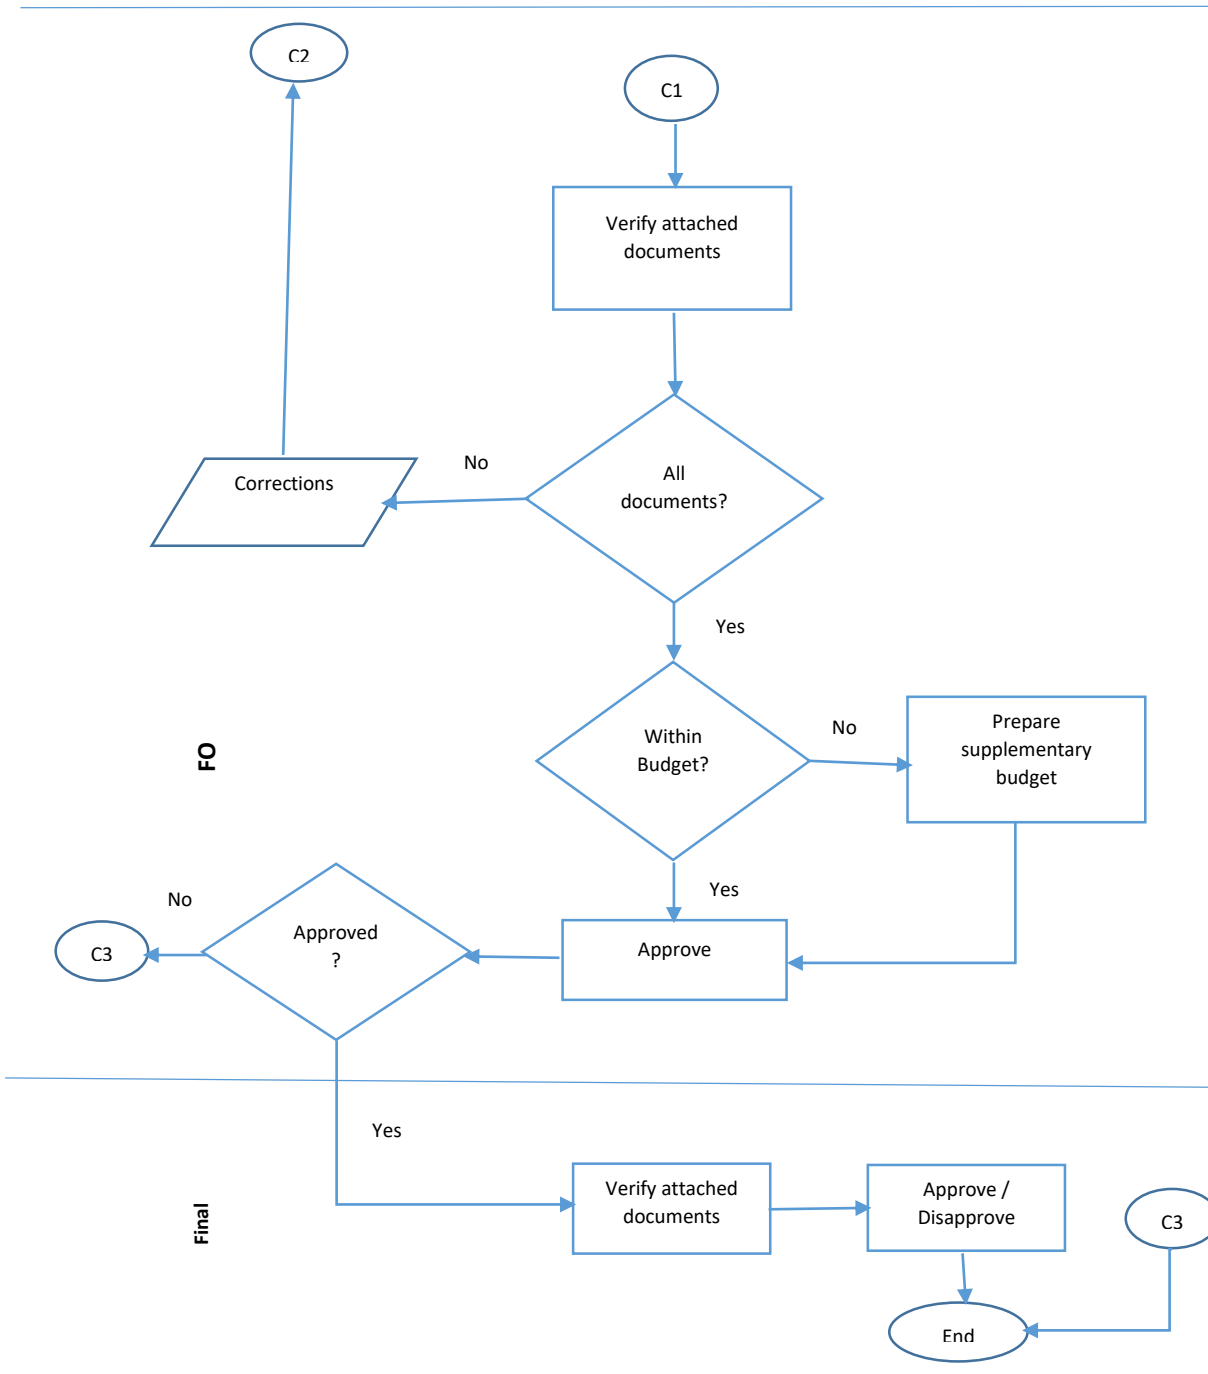 C2
C1
Verify attached
documents
No
All
documents?
Corrections
Yes
FO
Within
Budget?
No
Prepare
supplementary
budget
Yes
No
C3
Approved
?
Approve
Yes
Final
Verify attached
documents
Approve /
Disapprove
C3
End